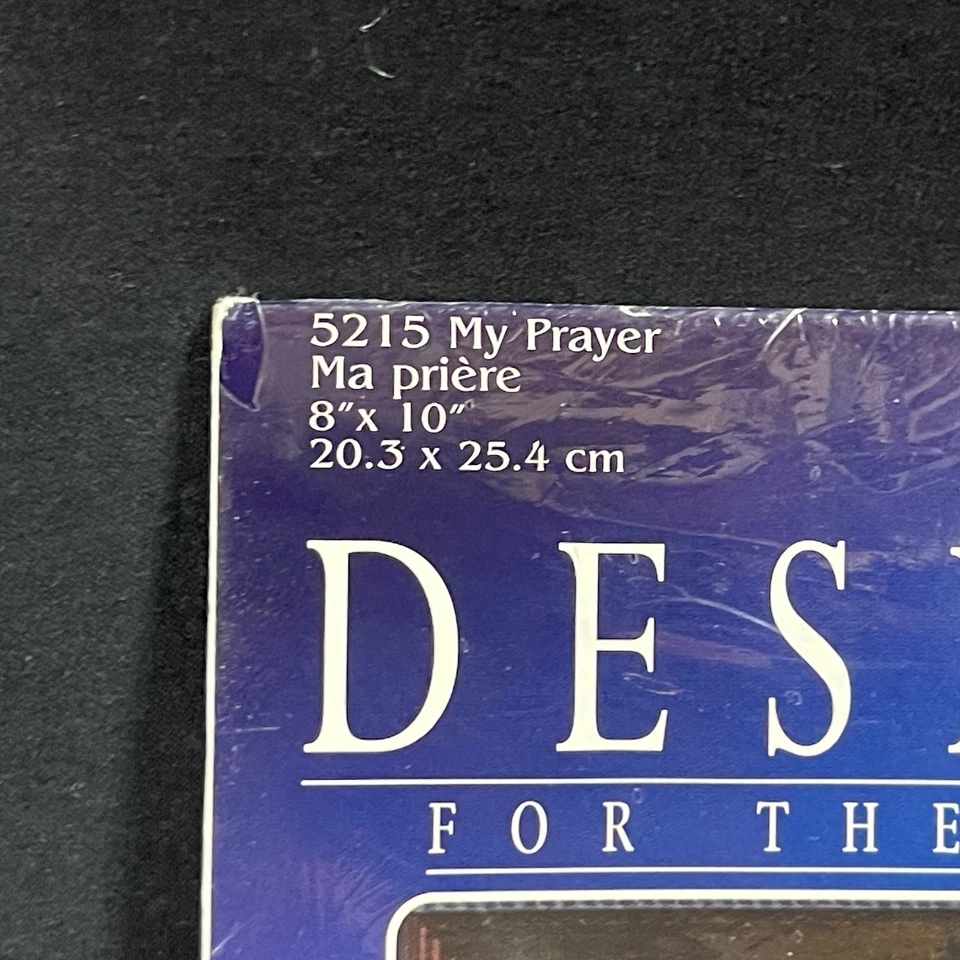 5215 My Prayer
Ma prière
8″x 10″
20.3 x 25.4 cm
DES
FOR THE